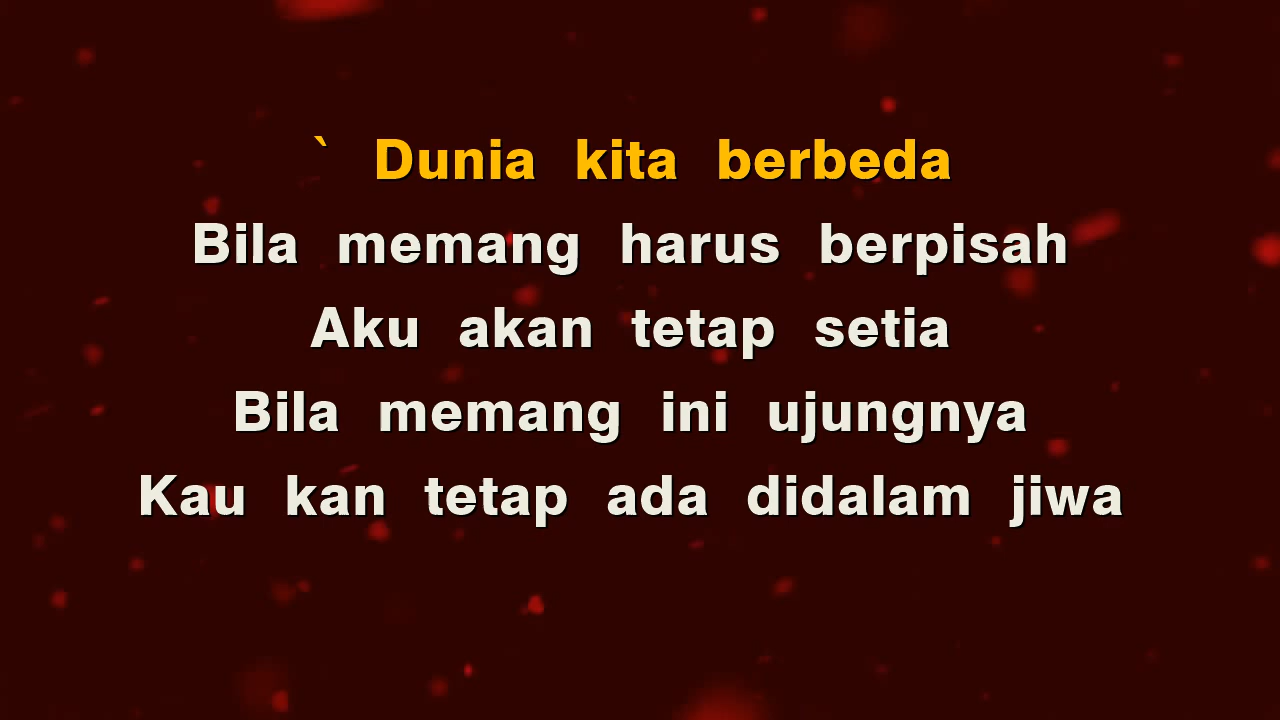 ` Dunia kita berbeda
Bila memang harus berpisah
Aku akan tetap setia
Bila memang ini ujungnya
Kau kan tetap ada didalam jiwa